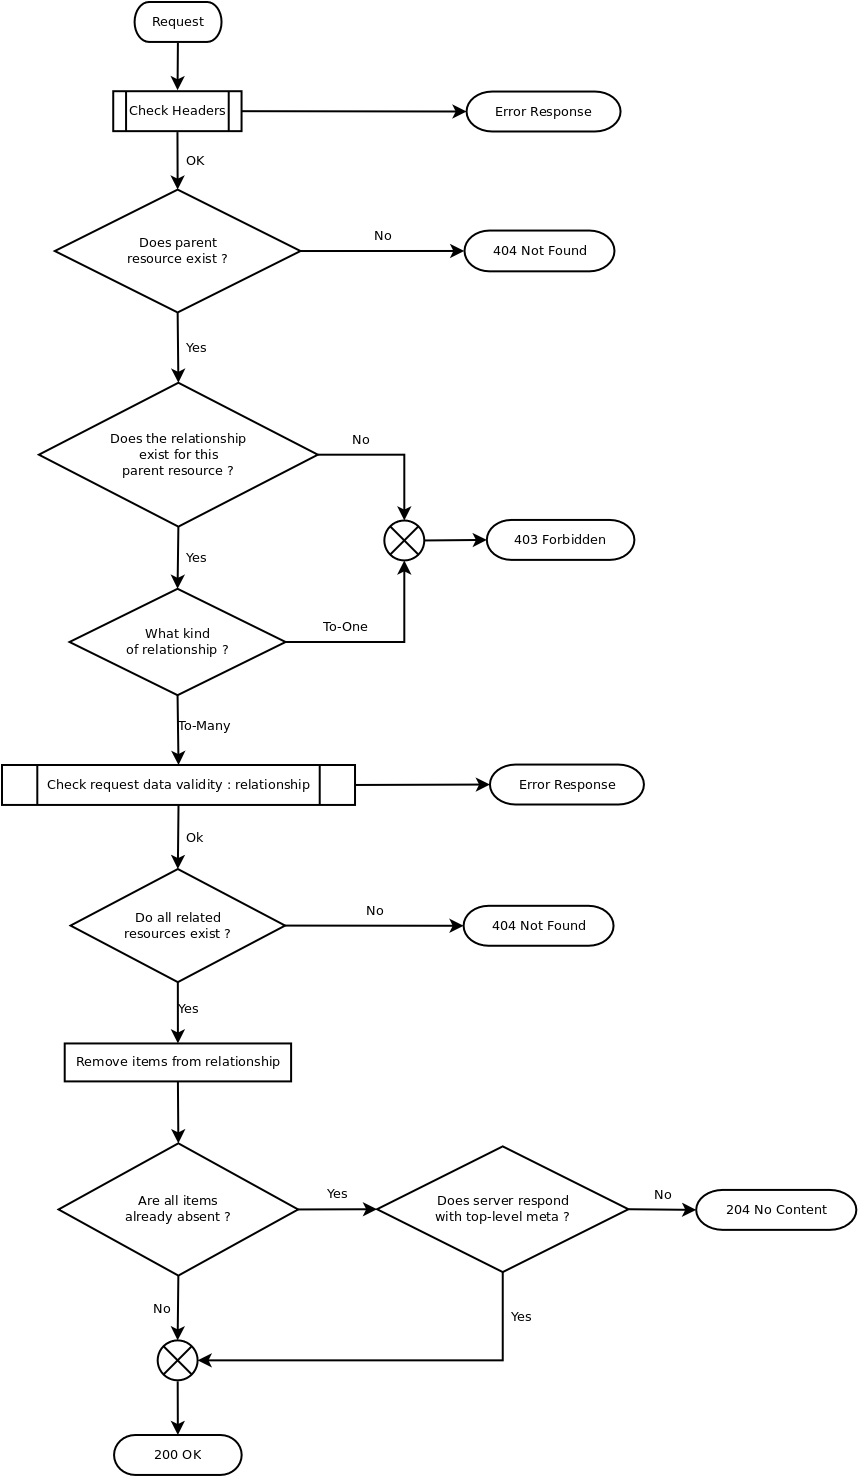 Request
Check Headers
Error Response
OK
Does parent
resource exist ?
No
404 Not Found
Yes
Does the relationship
exist for this
parent resource ?
No
403 Forbidden
Yes
What kind
of relationship ?
To-One
To-Many
Check request data validity : relationship
Error Response
Ok
Do all related
resources exist ?
No
404 Not Found
Yes
Remove items from relationship
Are all items
already absent ?
Yes
Does server respond
with top-level meta ?
No
204 No Content
No
Yes
200 OK